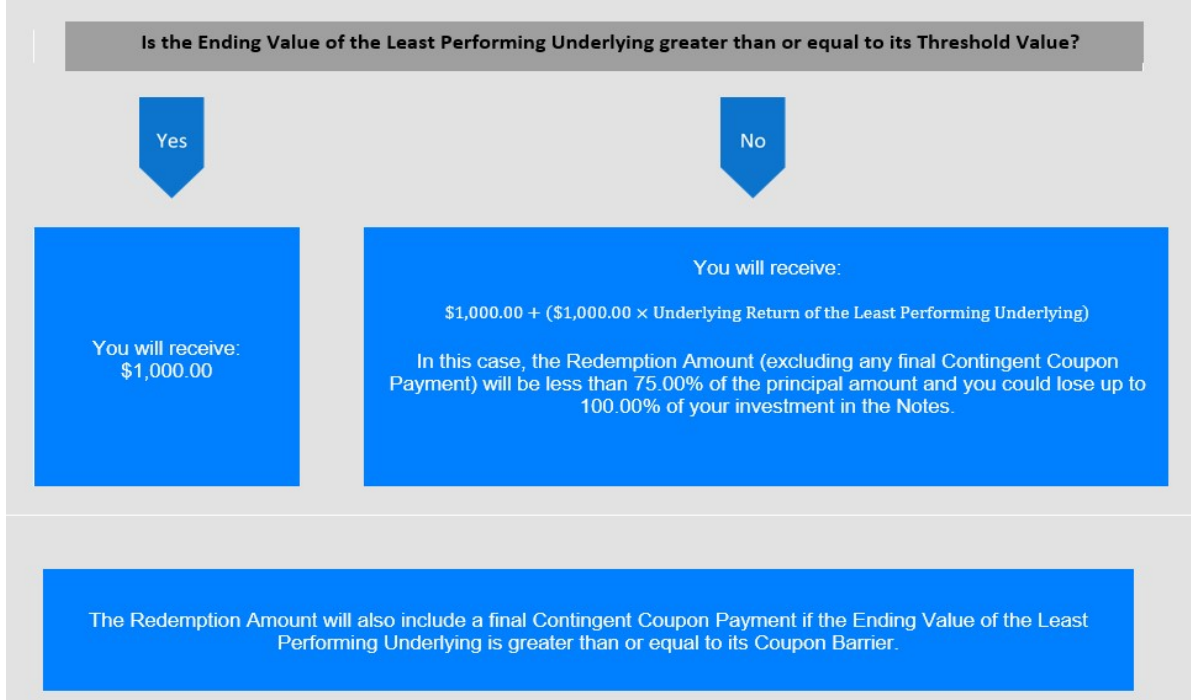 Is the Ending Value of the Least Performing Underlying greater than or equal to its Threshold Value?
Yes
No
You will receive:
$1,000.00
You will receive:
$1,000.00 + ($1,000.00 × Underlying Return of the Least Performing Underlying)
In this case, the Redemption Amount (excluding any final Contingent Coupon
Payment) will be less than 75.00% of the principal amount and you could lose up to
100.00% of your investment in the Notes.
The Redemption Amount will also include a final Contingent Coupon Payment if the Ending Value of the Least
Performing Underlying is greater than or equal to its Coupon Barrier.